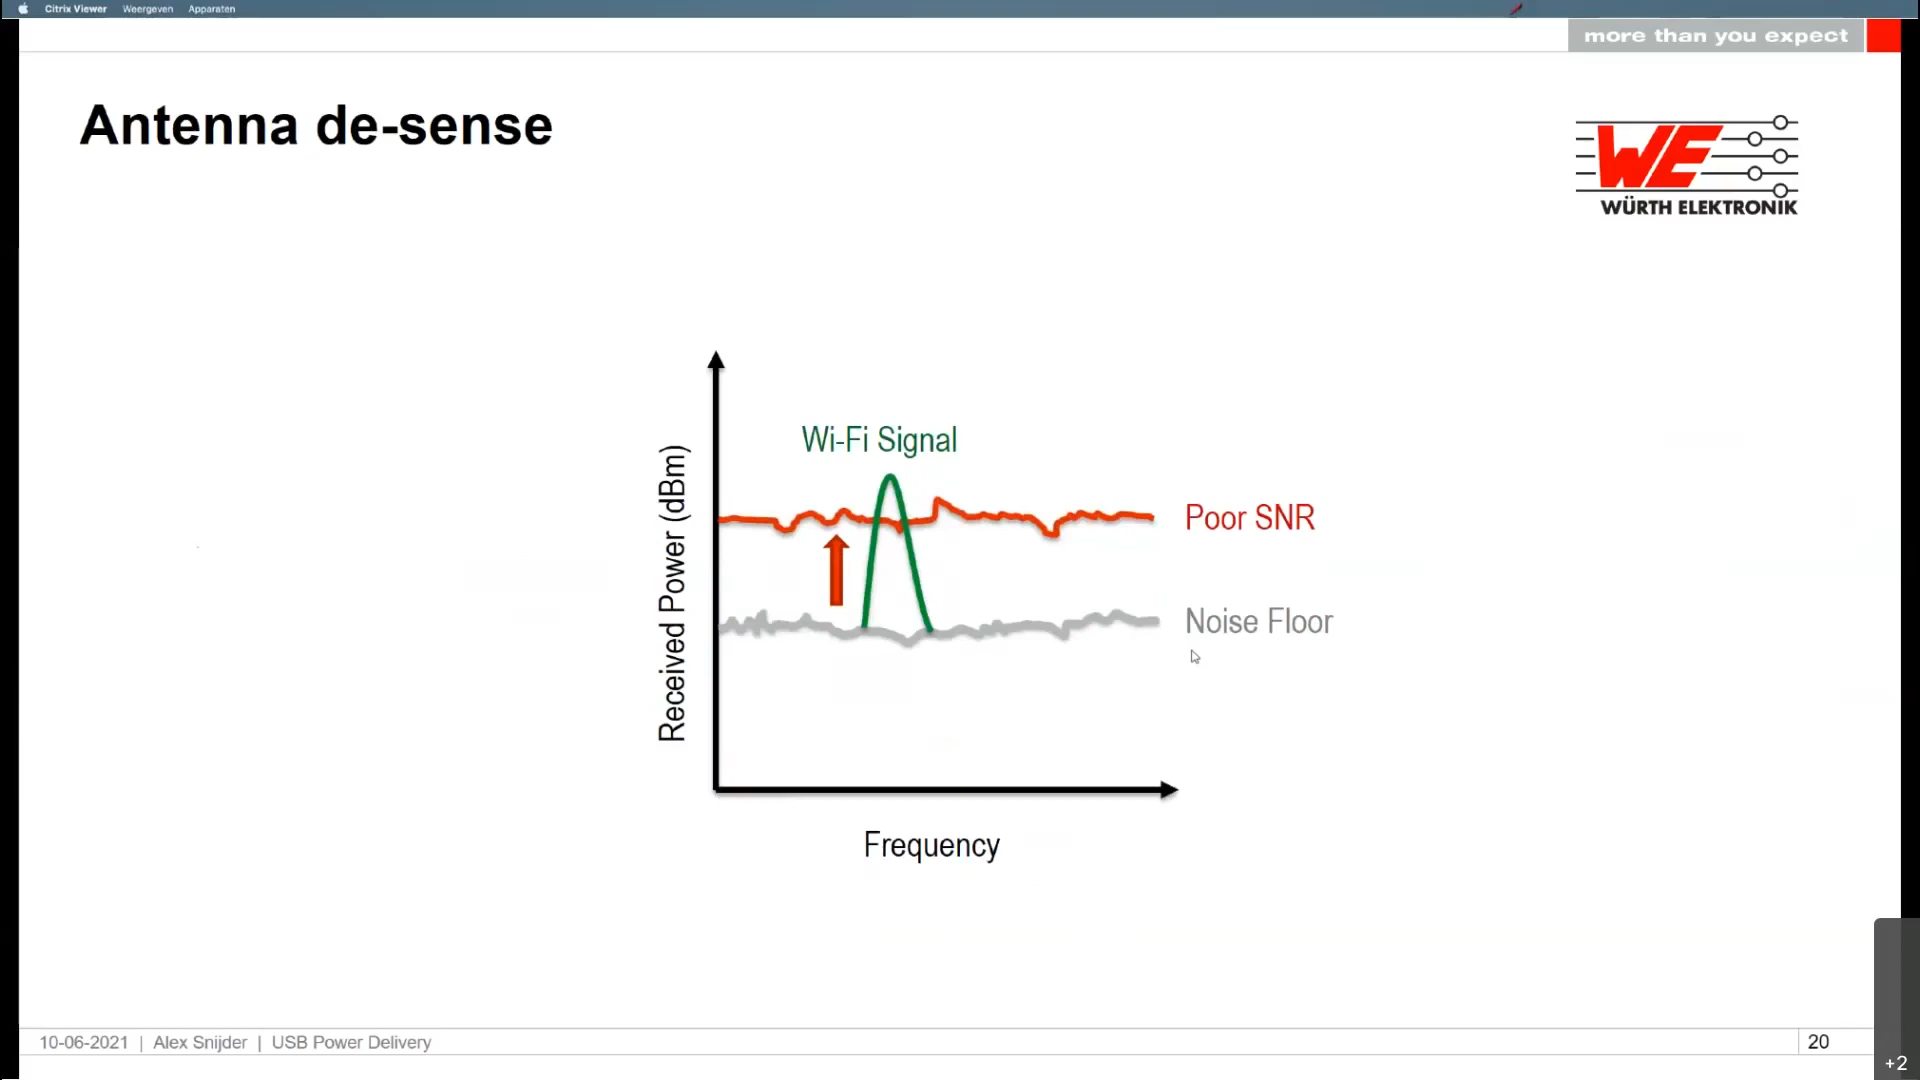 Citrix Viewer Weergeven Apparaten
more than you expect
Antenna de-sense
WE
WÜRTH ELEKTRONIK
Wi-Fi Signal
Received Power (dBm)
Poor SNR
Noise Floor
Frequency
10-06-2021 | Alex Snijder | USB Power Delivery
20
+2